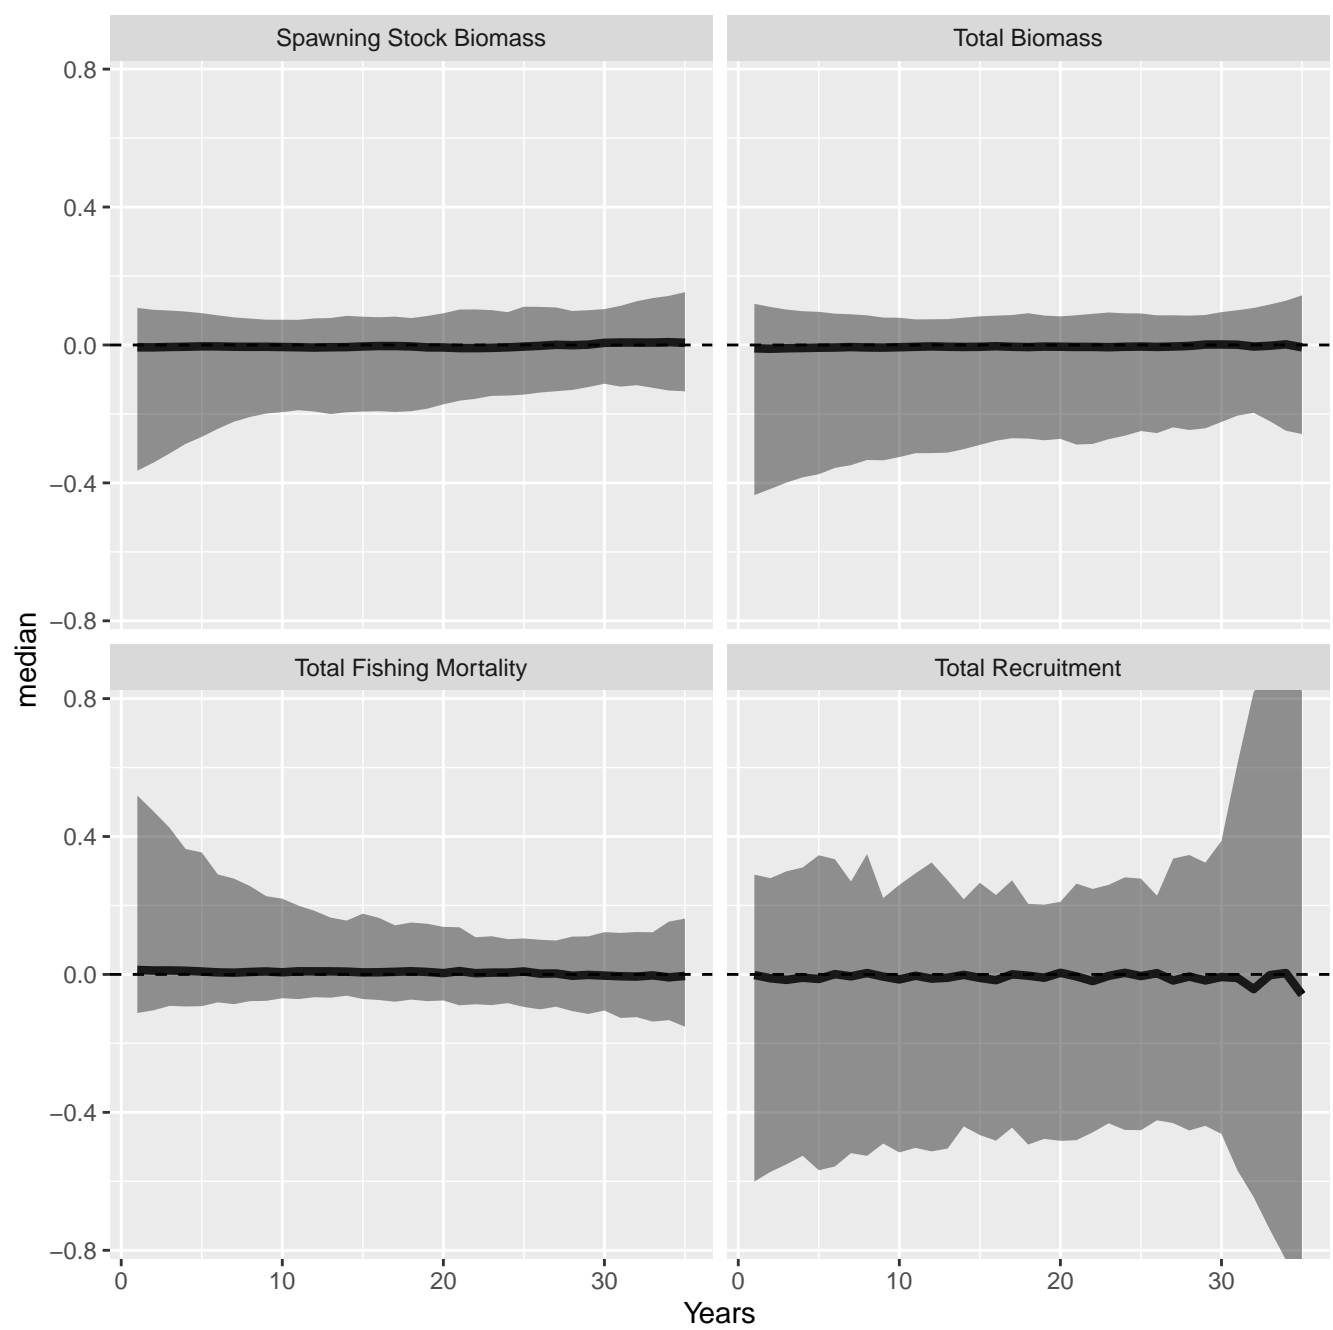 Spawning Stock Biomass
Total Biomass
0.8
0.4
0.0
−0.4
−0.8
median
Total Fishing Mortality
Total Recruitment
0.8
0.4
0.0
−0.4
−0.8
0 10 20 30
0 10 20 30
Years